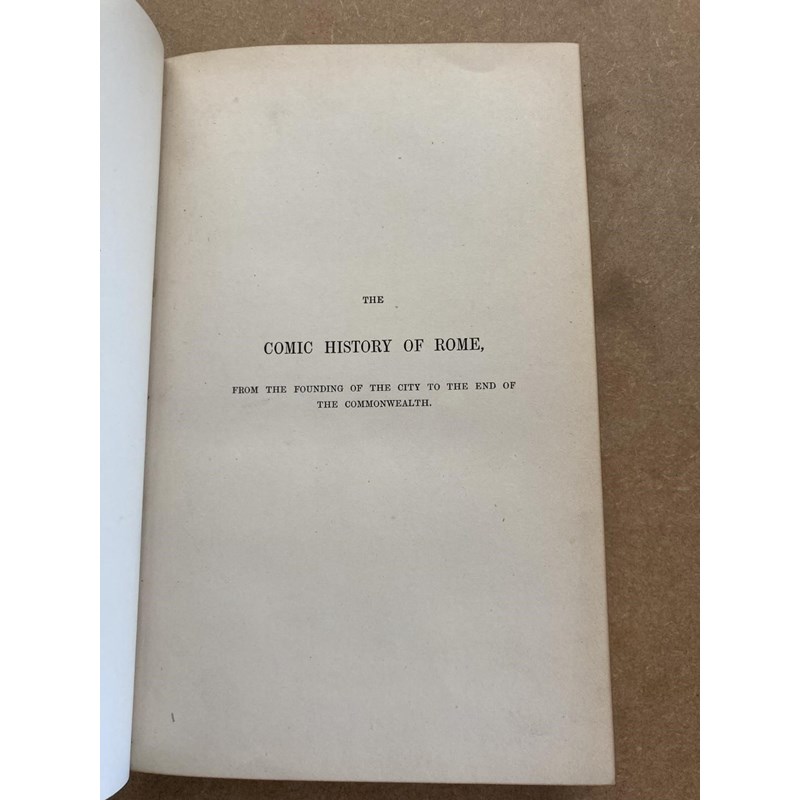 THE
COMIC HISTORY OF ROME,
FROM THE FOUNDING OF THE CITY TO THE END OF
THE COMMONWEALTH.